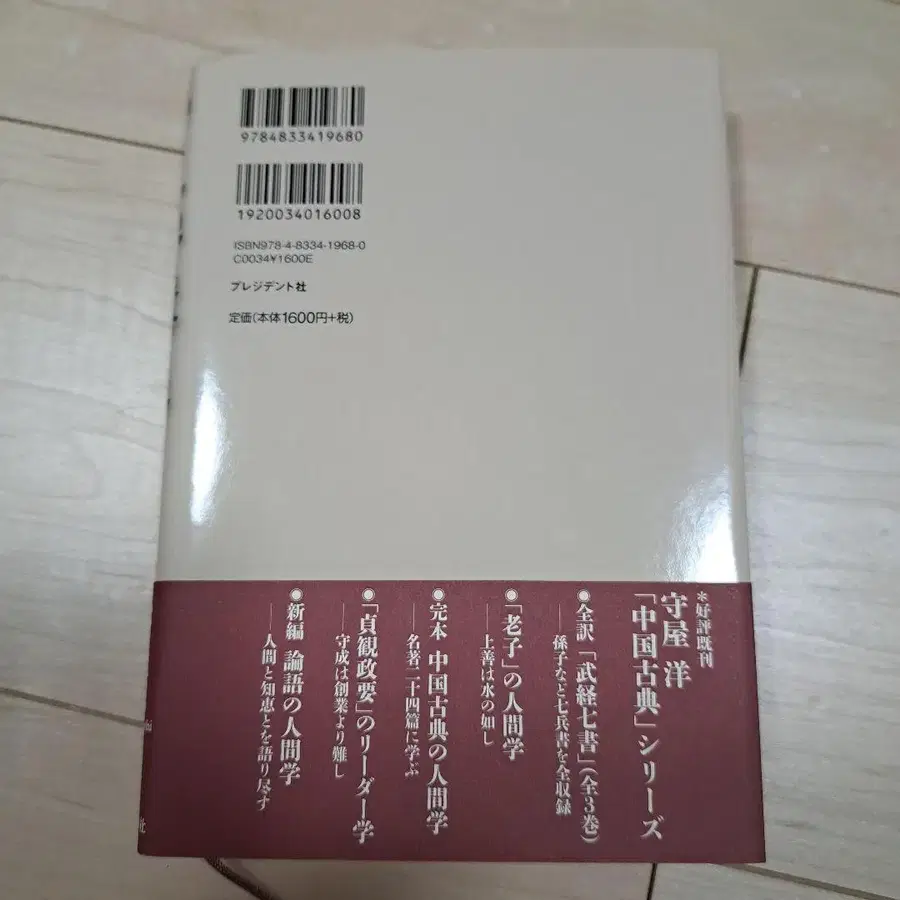 9784833419680
1920034016008
ISBN978-4-8334-1968-0
C0034¥1600E
プレジデント社
定価(本体1600円+税)
*好評既刊
守屋 洋
「中国古典」シリーズ
●全訳「武経七書」(全3巻)
──孫子など七兵書を全収録
●「老子」の人間学
──上善は水の如し
●完本 中国古典の人間学
──名著二十四篇に学ぶ
●「貞観政要」のリーダー学
──守成は創業より難し
●新編 論語の人間学
──人間と知恵とを語り尽す
社